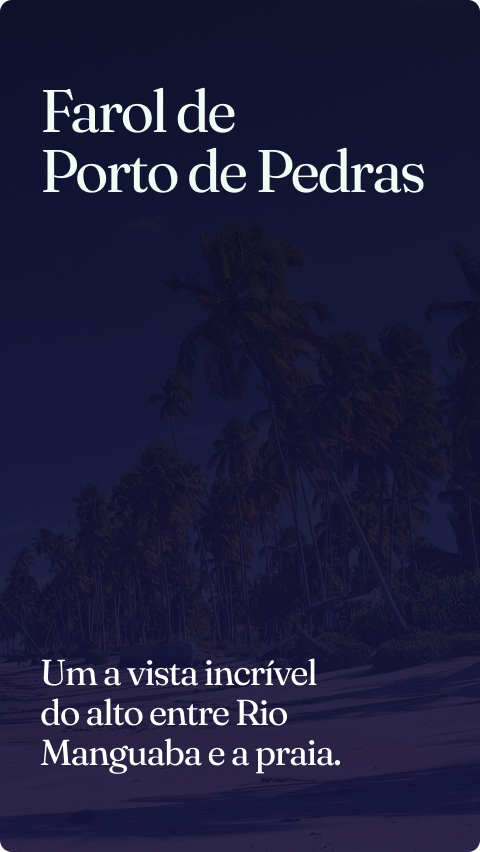 Farol de
Porto de Pedras
Um a vista incrível
do alto entre Rio
Manguaba e a praia.